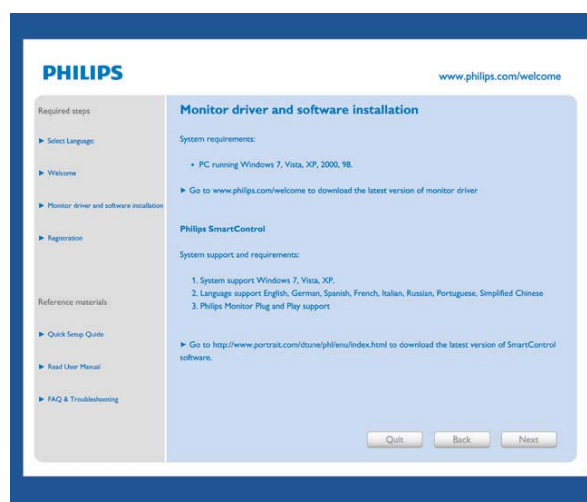 PHILIPS
www.philips.com/welcome
Required steps
► Select Language:
► Welcome
► Monitor driver and software installation
► Registration
Reference materials
► Quick Setup Quide
► Read User Manual
► FAQ & Troubleshooting
Monitor driver and software installation
System requirements:
• PC running Windows 7, Vista, XP, 2000, 98.
► Go to www.philips.com/welcome to download the latest version of monitor driver
Philips SmartControl
System support and requirements:
1. System support Windows 7, Vista, XP.
2. Language support English, German, Spanish, French, Italian, Russian, Portuguese, Simplified Chinese
3. Philips Monitor Plug and Play support
► Go to http://www.portrait.com/dtune/phl/enu/index.html to download the latest version of SmartControl
software.
Quit
Back
Next